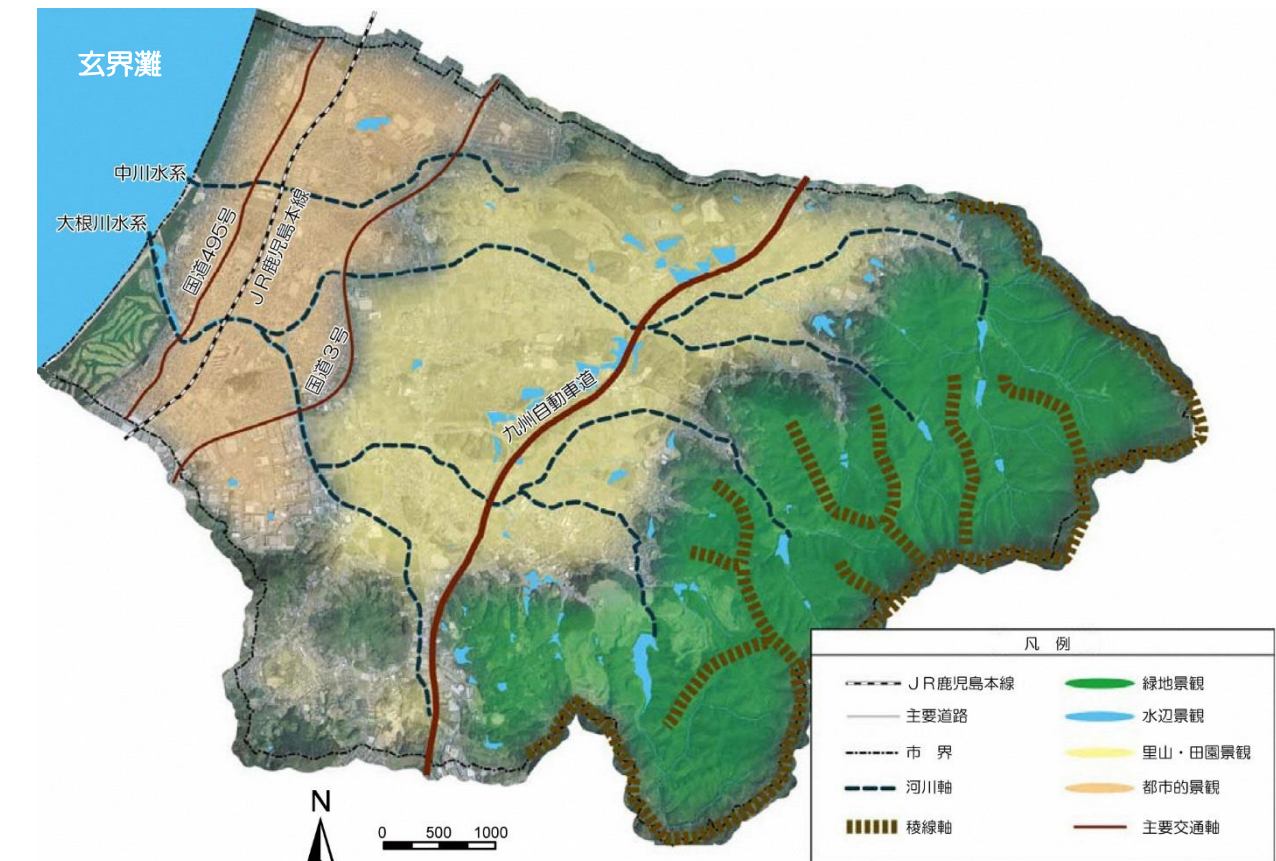 玄界灘
中川水系
大根川水系
国道495号
JR鹿児島本線
国道3号
九州自動車道
凡 例
JR鹿児島本線
主要道路
市 界
河川軸
稜線軸
緑地景観
水辺景観
里山・田園景観
都市的景観
主要交通軸
N
0 500 1000